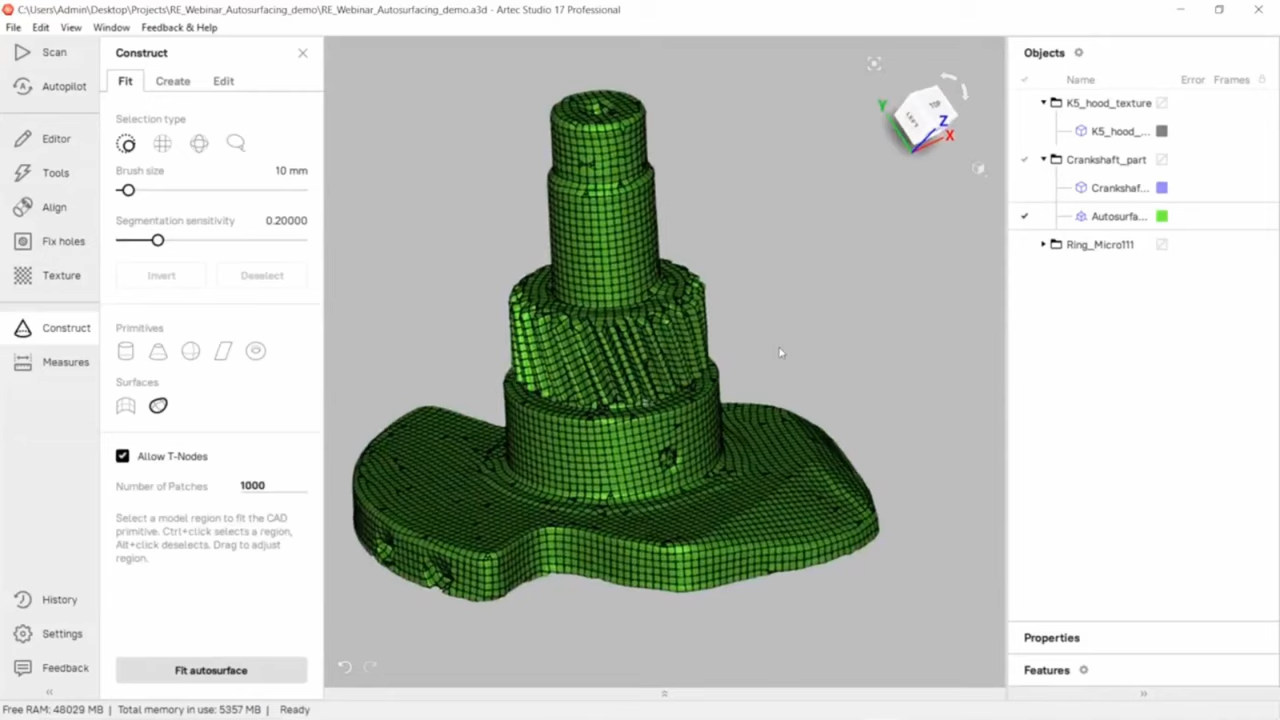 C:\Users\Admin\Desktop\Projects\RE_Webinar_Autosurfacing_demo\RE_Webinar_Autosurfacing_demo.a3d - Artec Studio 17 Professional
File Edit View Window Feedback & Help
Scan
Autopilot
Editor
Tools
Align
Fix holes
Texture
Construct
Measures
History
Settings
Feedback
Construct
Fit Create Edit
Selection type
Brush size 10 mm
Segmentation sensitivity 0.20000
Invert Deselect
Primitives
Surfaces
Allow T-Nodes
Number of Patches 1000
Select a model region to fit the CAD
primitive. Ctrl+click selects a region,
Alt+click deselects. Drag to adjust
region.
Fit autosurface
Y Z X
LEFT
Objects
Name Error Frames
K5_hood_texture
K5_hood_...
Crankshaft_part
Crankshaf...
Autosurfa...
Ring_Micro111
Properties
Features
Free RAM: 48029 MB | Total memory in use: 5357 MB | Ready